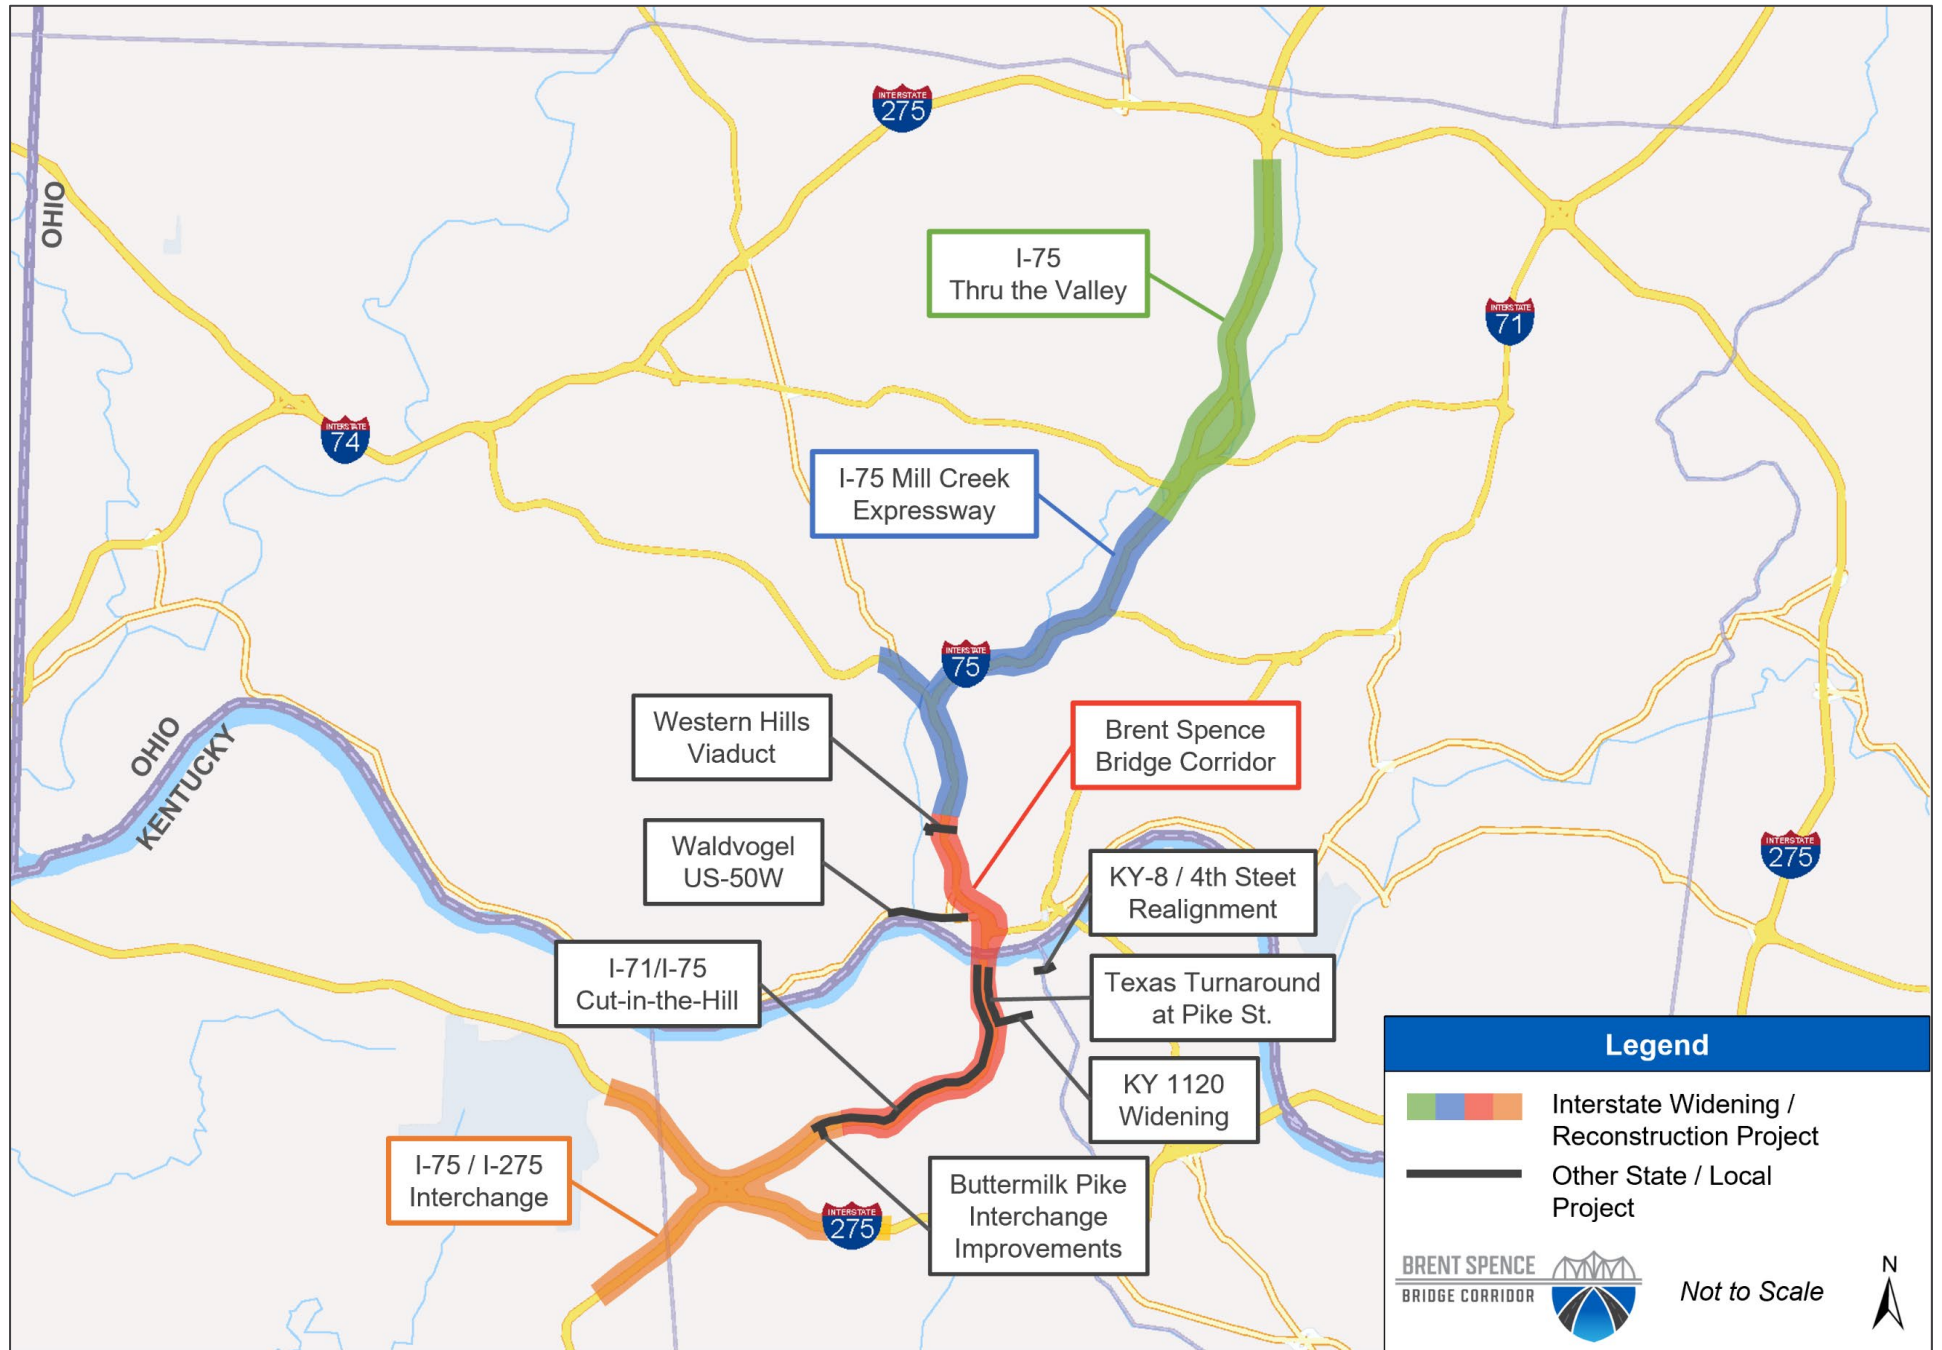 INTERSTATE
275
OHIO
I-75
Thru the Valley
INTERSTATE
71
INTERSTATE
74
I-75 Mill Creek
Expressway
INTERSTATE
75
Western Hills
Viaduct
Brent Spence
Bridge Corridor
OHIO
KENTUCKY
Waldvogel
US-50W
KY-8 / 4th Steet
Realignment
INTERSTATE
275
I-71/I-75
Cut-in-the-Hill
Texas Turnaround
at Pike St.
KY 1120
Widening
I-75 / I-275
Interchange
INTERSTATE
275
Buttermilk Pike
Interchange
Improvements
Legend
Interstate Widening /
Reconstruction Project
Other State / Local
Project
BRENT SPENCE
BRIDGE CORRIDOR
Not to Scale
N